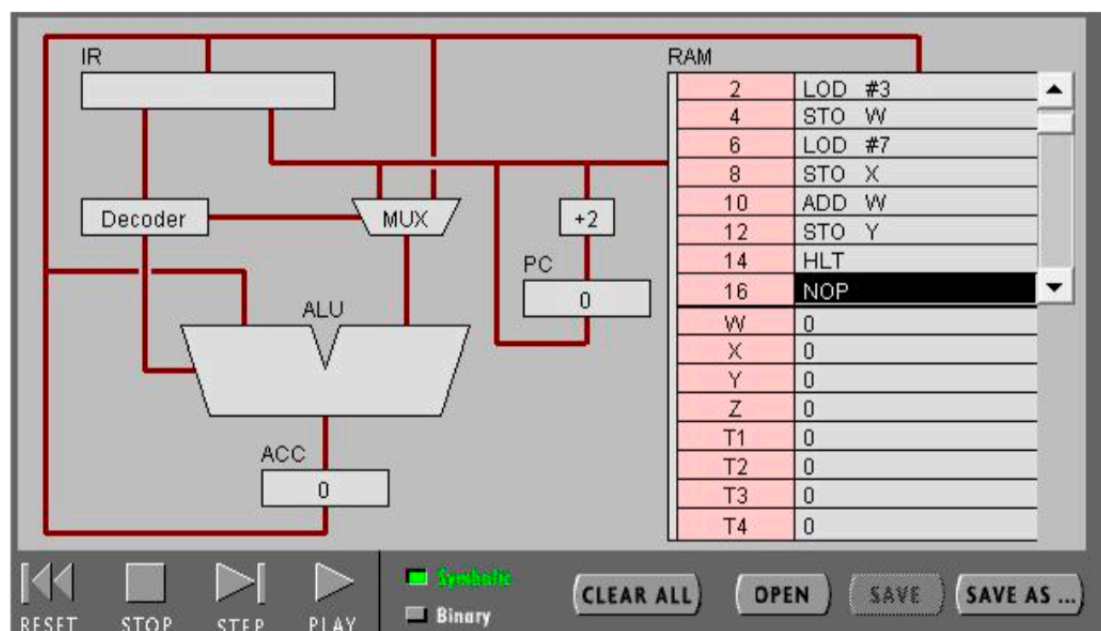 IR
RAM
2 LOD #3
4 STO W
6 LOD #7
8 STO X
10 ADD W
12 STO Y
14 HLT
16 NOP
Decoder
MUX
+2
PC
0
ALU
W 0
X 0
Y 0
Z 0
T1 0
T2 0
T3 0
T4 0
ACC
0
RESET STOP STEP PLAY
Symbolic
Binary
CLEAR ALL OPEN SAVE SAVE AS ...